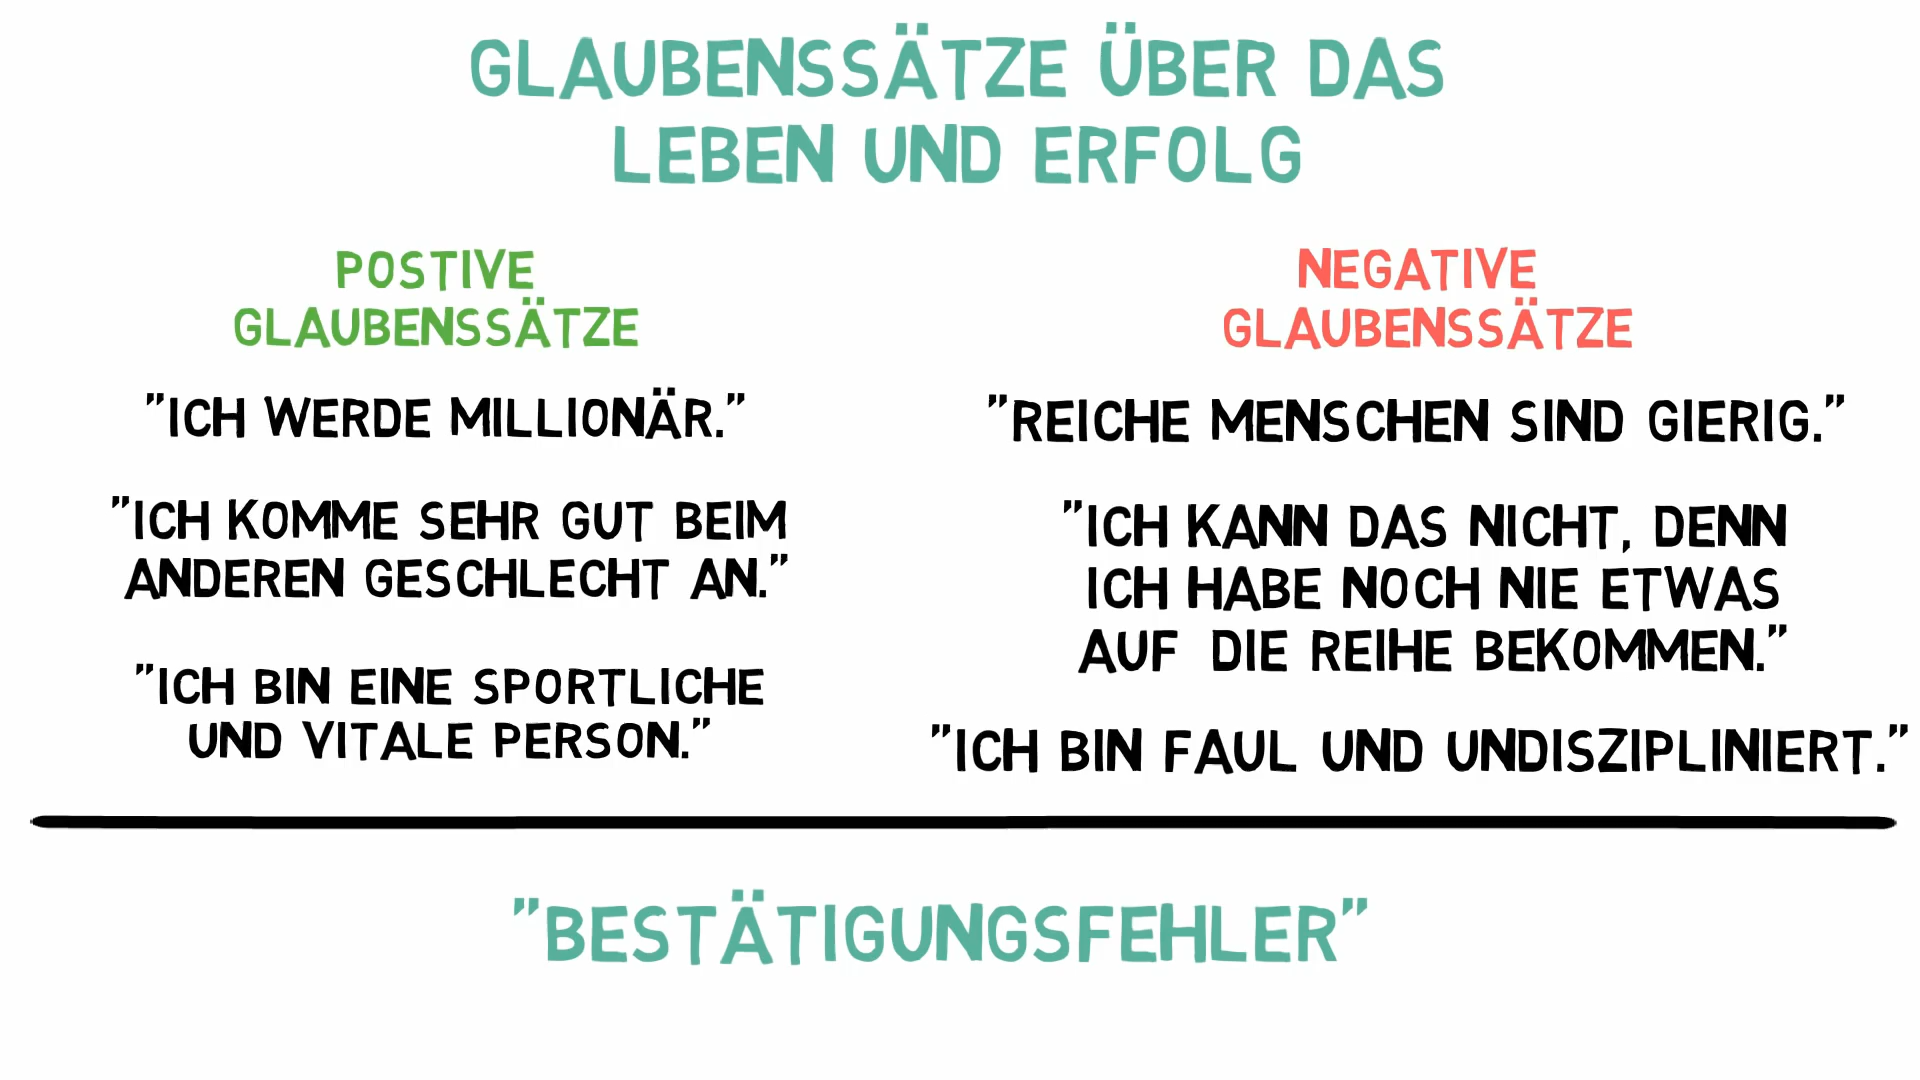 GLAUBENSSÄTZE ÜBER DAS
LEBEN UND ERFOLG
POSTIVE
GLAUBENSSÄTZE
"ICH WERDE MILLIONÄR."
"ICH KOMME SEHR GUT BEIM
ANDEREN GESCHLECHT AN."
"ICH BIN EINE SPORTLICHE
UND VITALE PERSON."
NEGATIVE
GLAUBENSSÄTZE
"REICHE MENSCHEN SIND GIERIG."
"ICH KANN DAS NICHT, DENN
ICH HABE NOCH NIE ETWAS
AUF DIE REIHE BEKOMMEN."
"ICH BIN FAUL UND UNDISZIPLINIERT."
"BESTÄTIGUNGSFEHLER"